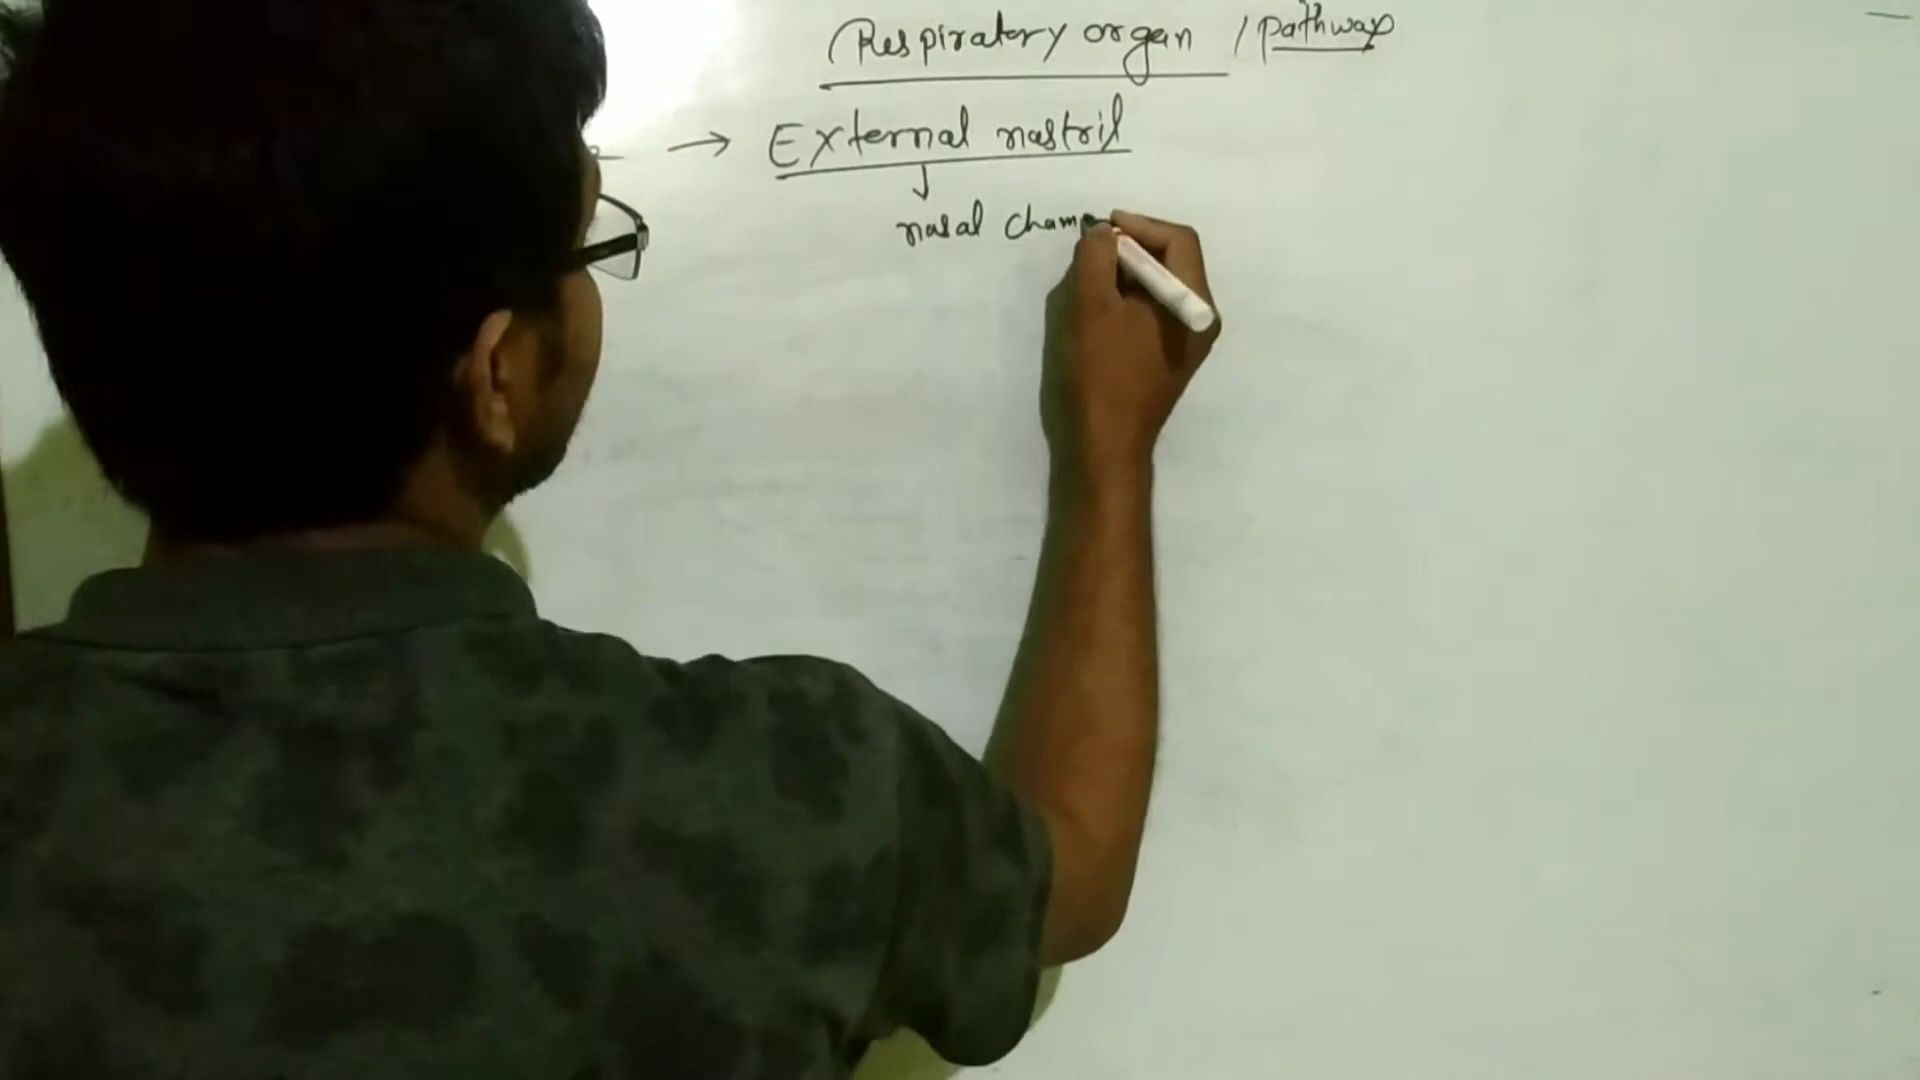 Respiratory organ / pathway
→ External nastril
↓
nasal cham